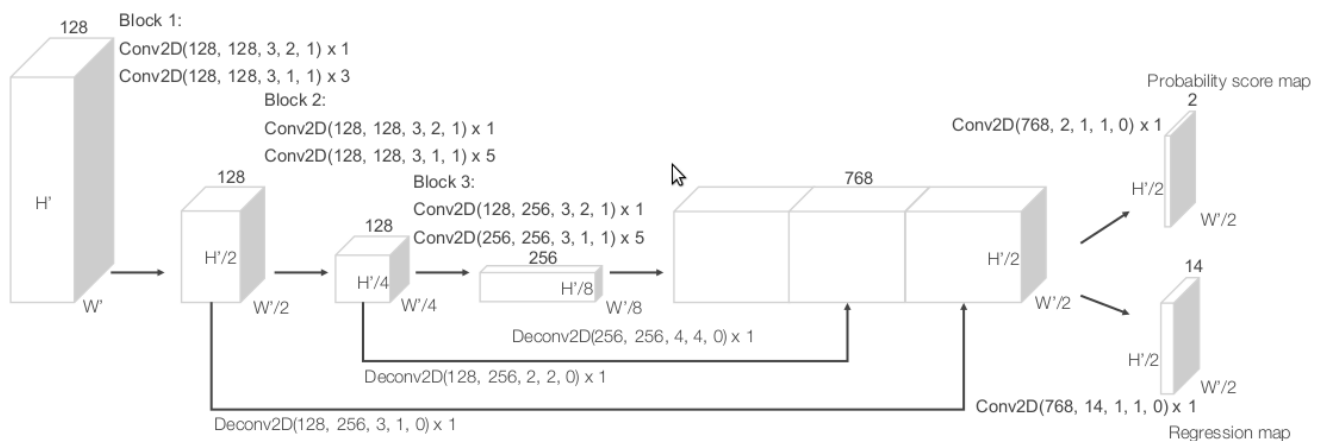 128
Block 1:
Conv2D(128, 128, 3, 2, 1) x 1
Conv2D(128, 128, 3, 1, 1) x 3
H'
W'
Block 2:
Conv2D(128, 128, 3, 2, 1) x 1
Conv2D(128, 128, 3, 1, 1) x 5
128
H'/2
W'/2
Block 3:
Conv2D(128, 256, 3, 2, 1) x 1
Conv2D(256, 256, 3, 1, 1) x 5
128
H'/4
W'/4
256
H'/8
W'/8
768
H'/2
W'/2
Deconv2D(256, 256, 4, 4, 0) x 1
Deconv2D(128, 256, 2, 2, 0) x 1
Deconv2D(128, 256, 3, 1, 0) x 1
Probability score map
2
Conv2D(768, 2, 1, 1, 0) x 1
H'/2
W'/2
14
H'/2
W'/2
Conv2D(768, 14, 1, 1, 0) x 1
Regression map